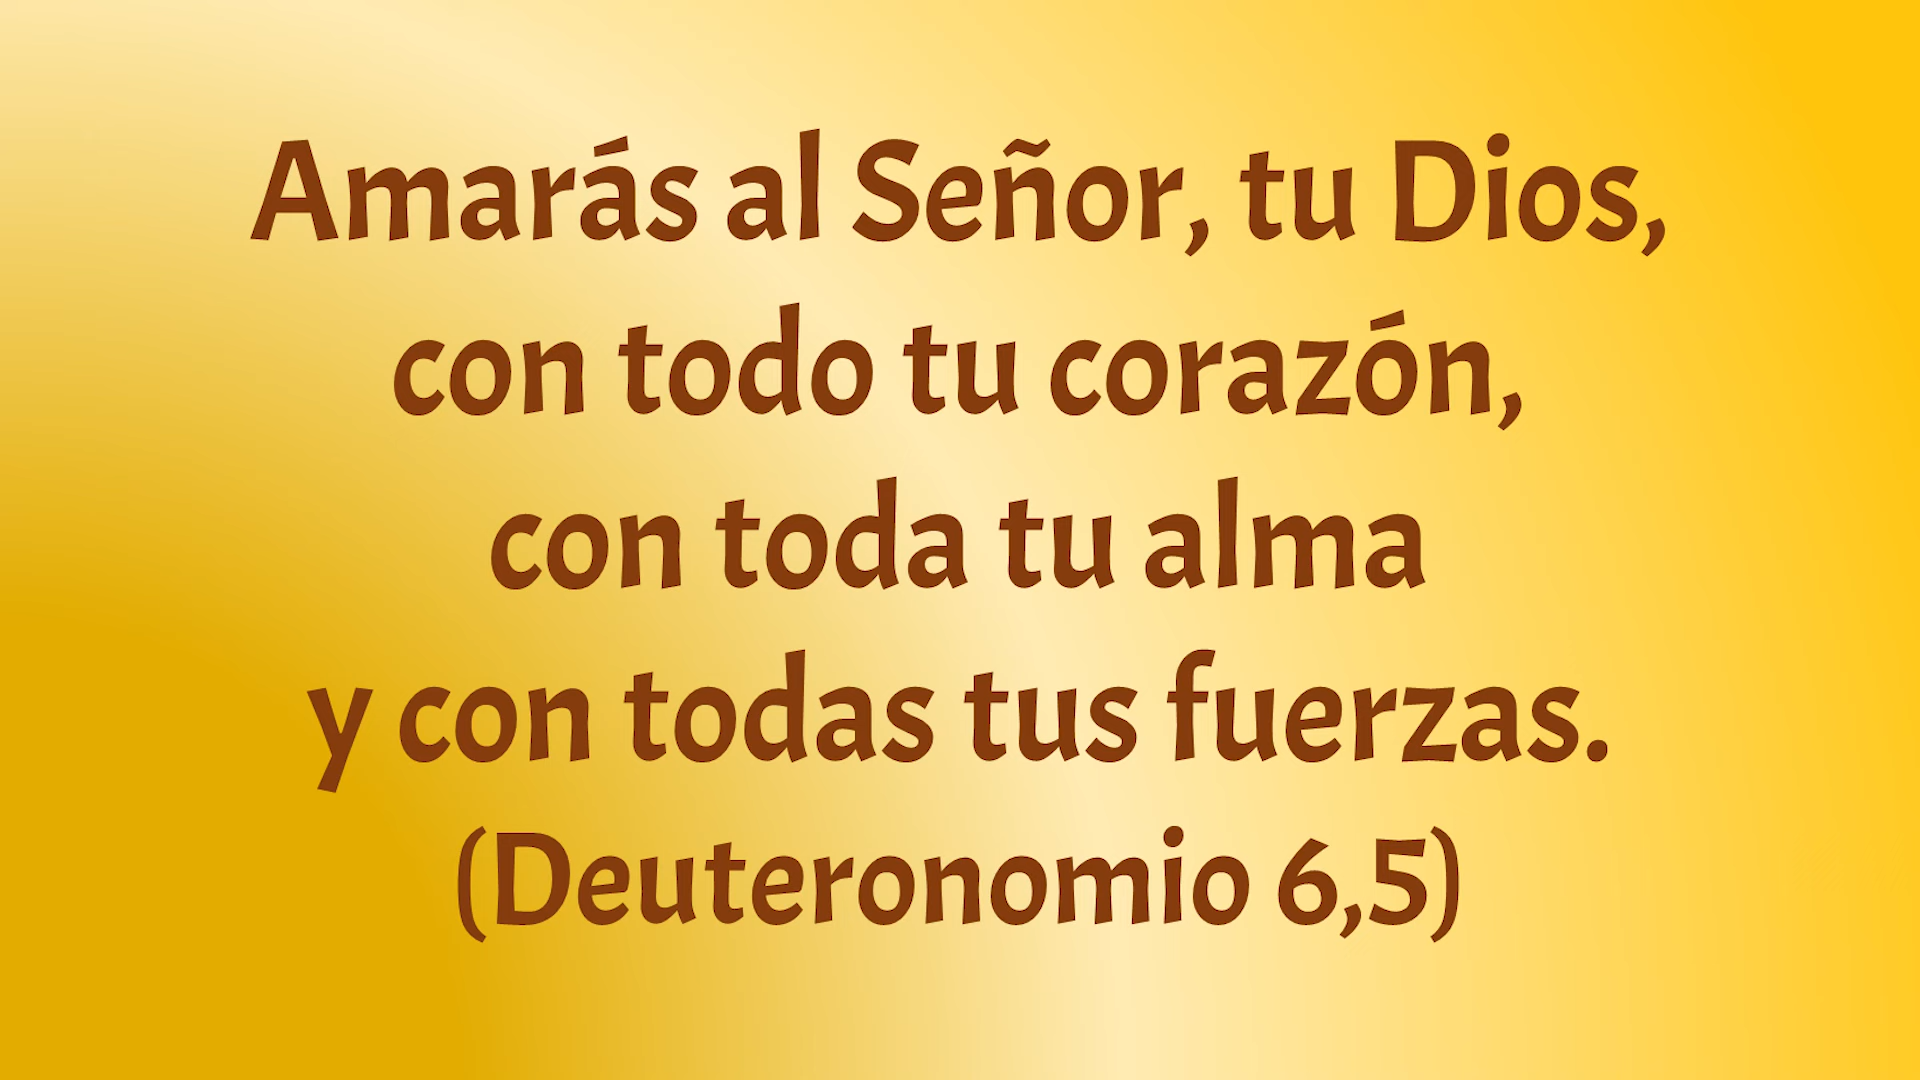 Amarás al Señor, tu Dios,
con todo tu corazón,
con toda tu alma
y con todas tus fuerzas.
(Deuteronomio 6,5)